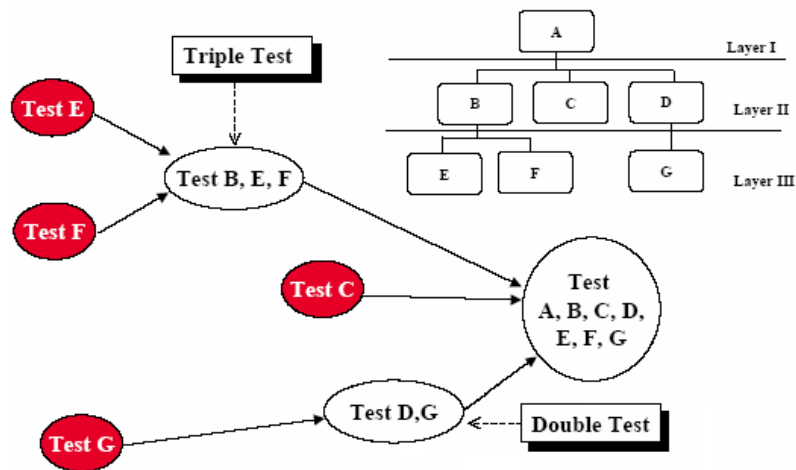 Triple Test
A
Layer I
Test E
B
C
D
Layer II
Test B, E, F
E
F
G
Layer III
Test F
Test C
Test
A, B, C, D,
E, F, G
Test D,G
Double Test
Test G